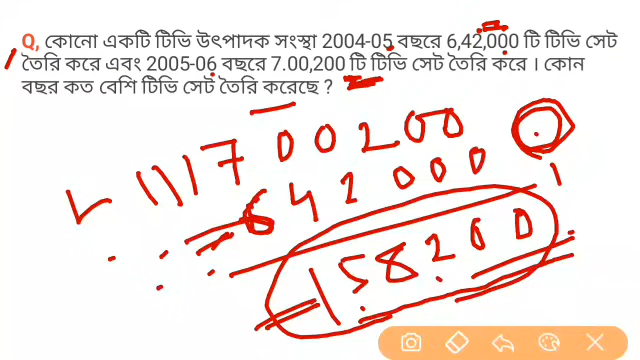 Q, কোনো একটি টিভি উৎপাদক সংস্থা 2004-05 বছরে 6,42,000 টি টিভি সেট
তৈরি করে এবং 2005-06 বছরে 7.00,200 টি টিভি সেট তৈরি করে । কোন
বছর কত বেশি টিভি সেট তৈরি করেছে ?
700200
642000
158200